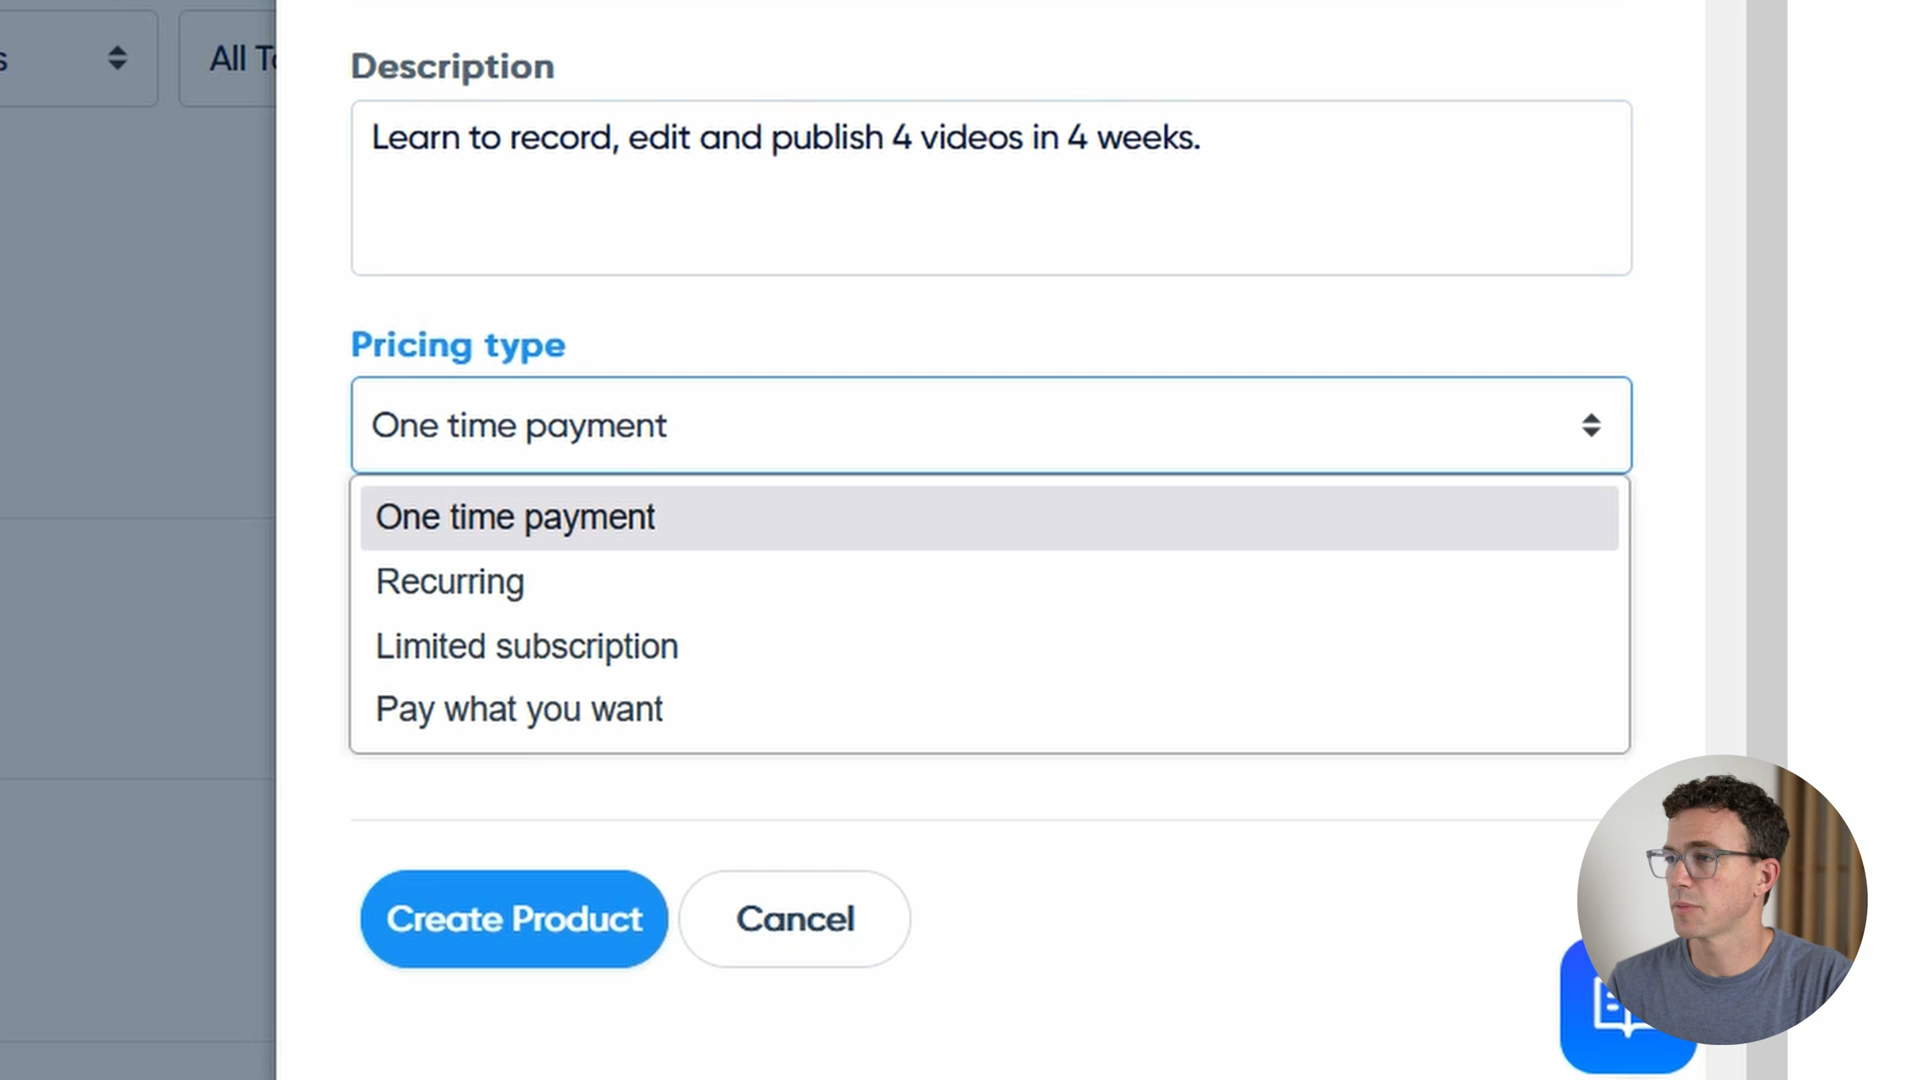 All
Description
Learn to record, edit and publish 4 videos in 4 weeks.
Pricing type
One time payment
One time payment
Recurring
Limited subscription
Pay what you want
Create Product
Cancel